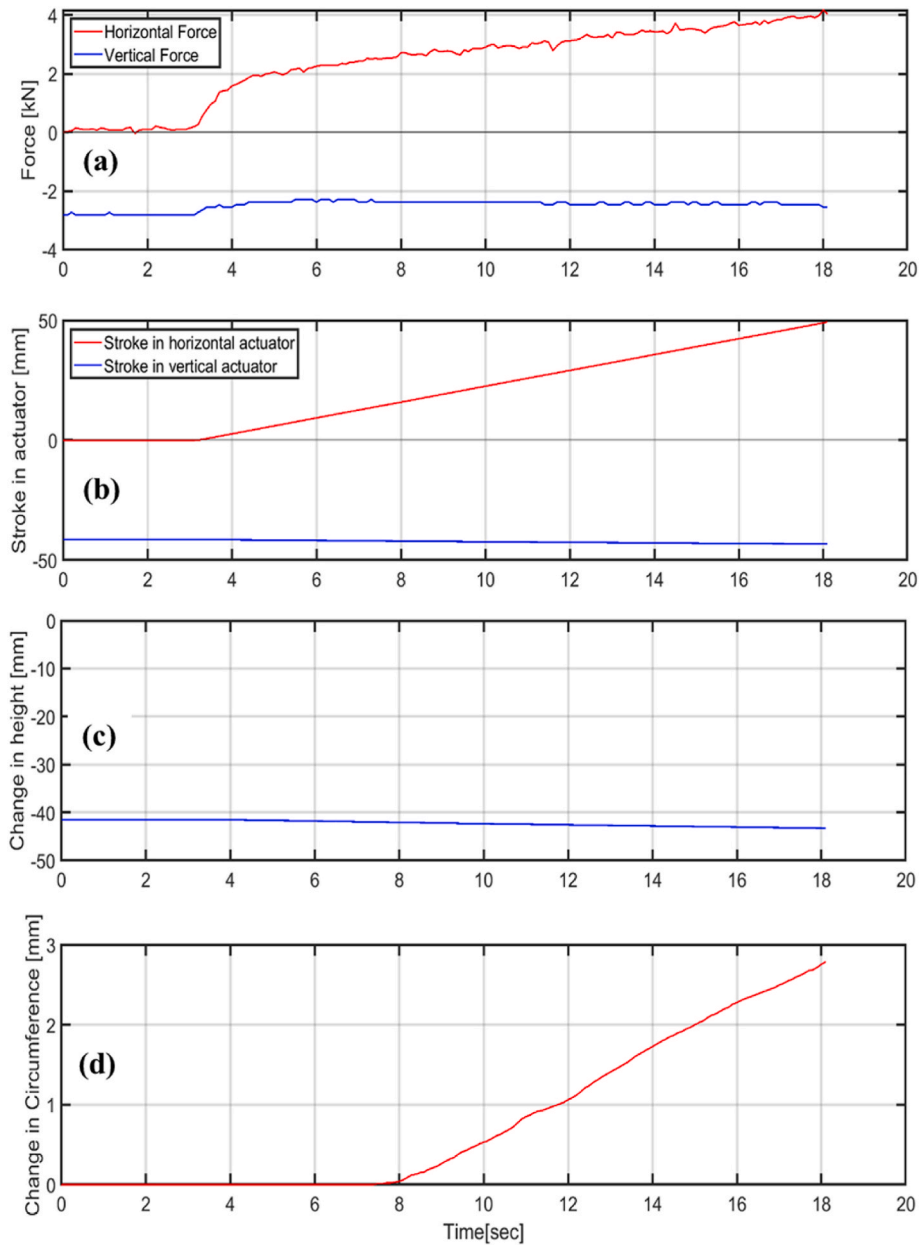 Horizontal Force
Vertical Force
4
2
0
-2
-4
Force [kN]
(a)
0 2 4 6 8 10 12 14 16 18 20
Stroke in horizontal actuator
Stroke in vertical actuator
50
0
-50
Stroke in actuator [mm]
(b)
0 2 4 6 8 10 12 14 16 18 20
0
-10
-20
-30
-40
-50
Change in height [mm]
(c)
0 2 4 6 8 10 12 14 16 18 20
3
2
1
0
Change in Circumference [mm]
(d)
0 2 4 6 8 10 12 14 16 18 20
Time[sec]